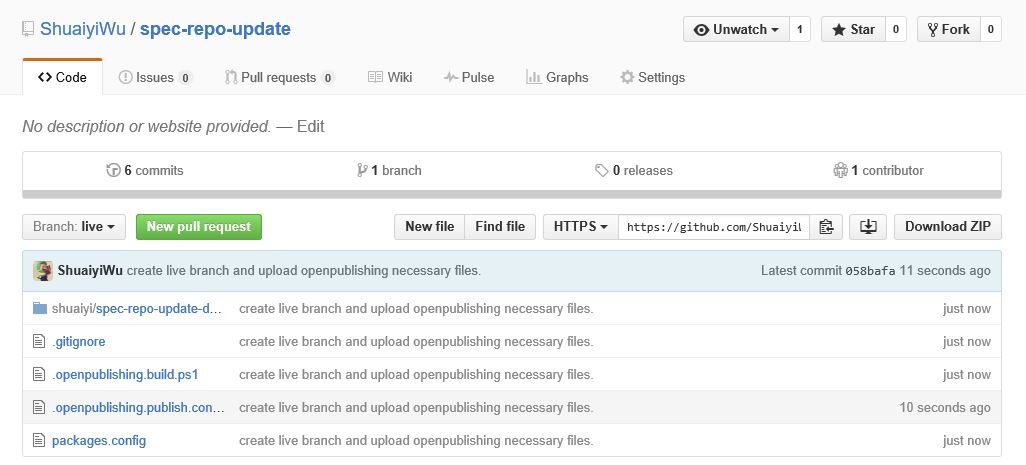 ShuaiyiWu / spec-repo-update Unwatch 1 Star 0 Fork 0
Code Issues 0 Pull requests 0 Wiki Pulse Graphs Settings
No description or website provided. — Edit
6 commits 1 branch 0 releases 1 contributor
Branch: live New pull request New file Find file HTTPS https://github.com/Shuaiyi Download ZIP
ShuaiyiWu create live branch and upload openpublishing necessary files. Latest commit 058bafa 11 seconds ago
shuaiyi/spec-repo-update-d... create live branch and upload openpublishing necessary files. just now
.gitignore create live branch and upload openpublishing necessary files. just now
.openpublishing.build.ps1 create live branch and upload openpublishing necessary files. just now
.openpublishing.publish.con... create live branch and upload openpublishing necessary files. 10 seconds ago
packages.config create live branch and upload openpublishing necessary files. just now